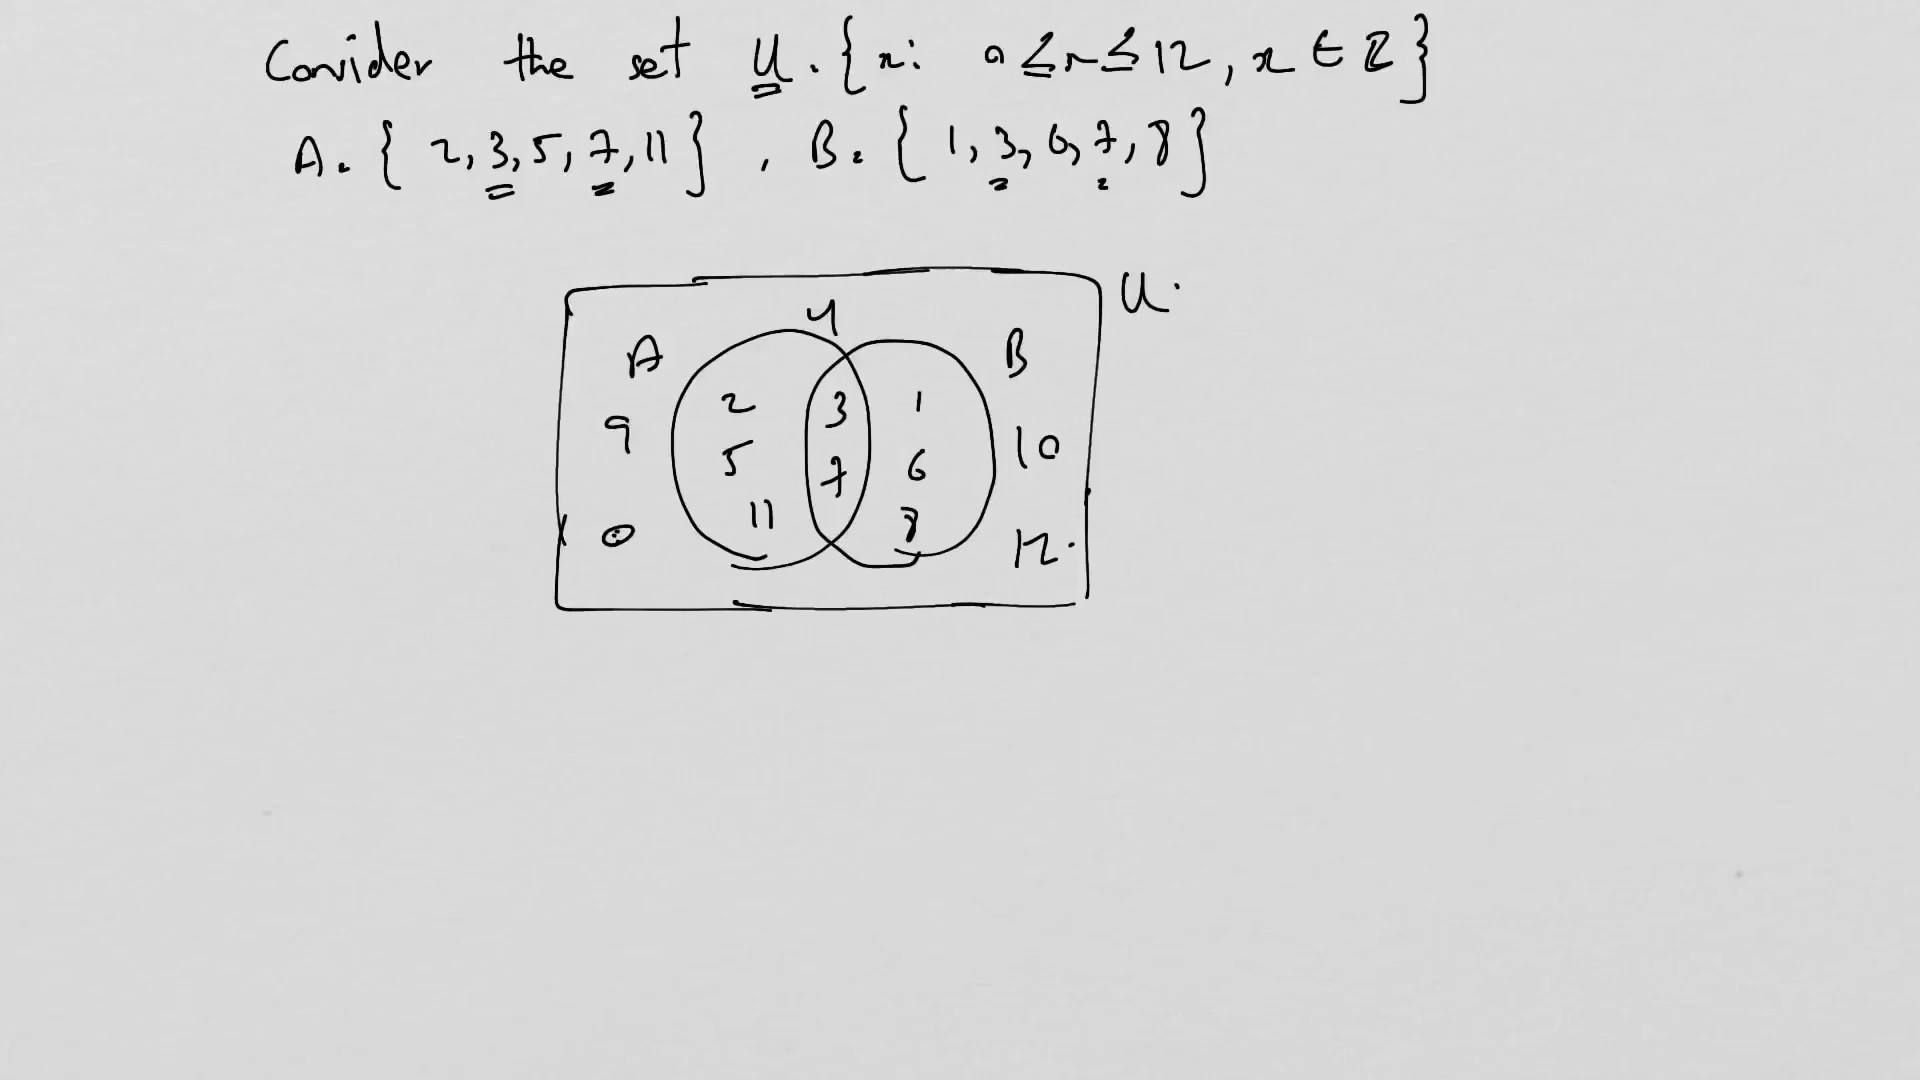 Consider the set U = {x: 0 ≤ x ≤ 12, x ∈ Z}
A = { 2, 3, 5, 7, 11 } , B = { 1, 3, 6, 7, 8 }
U
4
A B
2 3 1
9 10
5 7 6
11 8
0 12